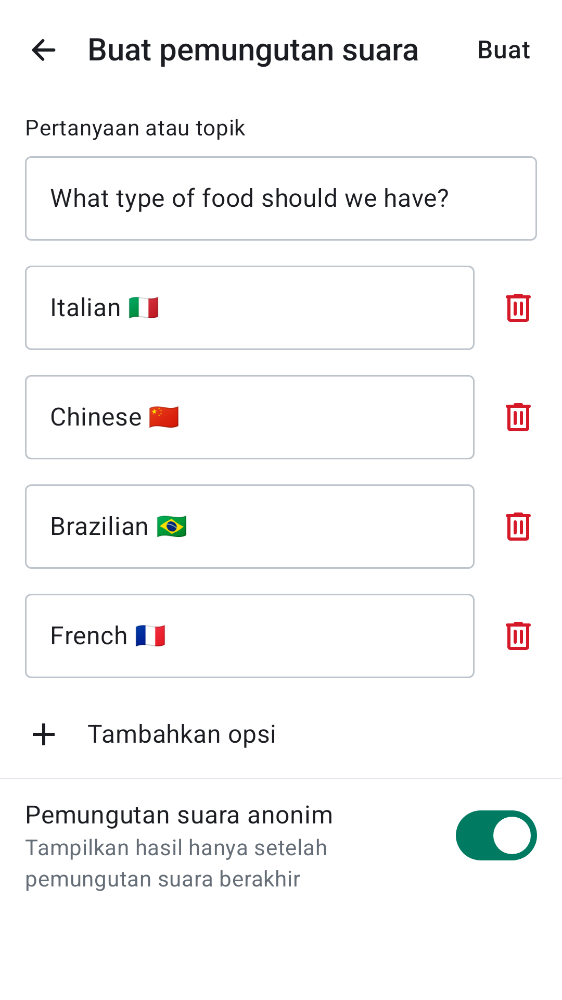 Buat pemungutan suara
Buat
Pertanyaan atau topik
What type of food should we have?
Italian 🇮🇹
Chinese 🇨🇳
Brazilian 🇧🇷
French 🇫🇷
Tambahkan opsi
Pemungutan suara anonim
Tampilkan hasil hanya setelah
pemungutan suara berakhir